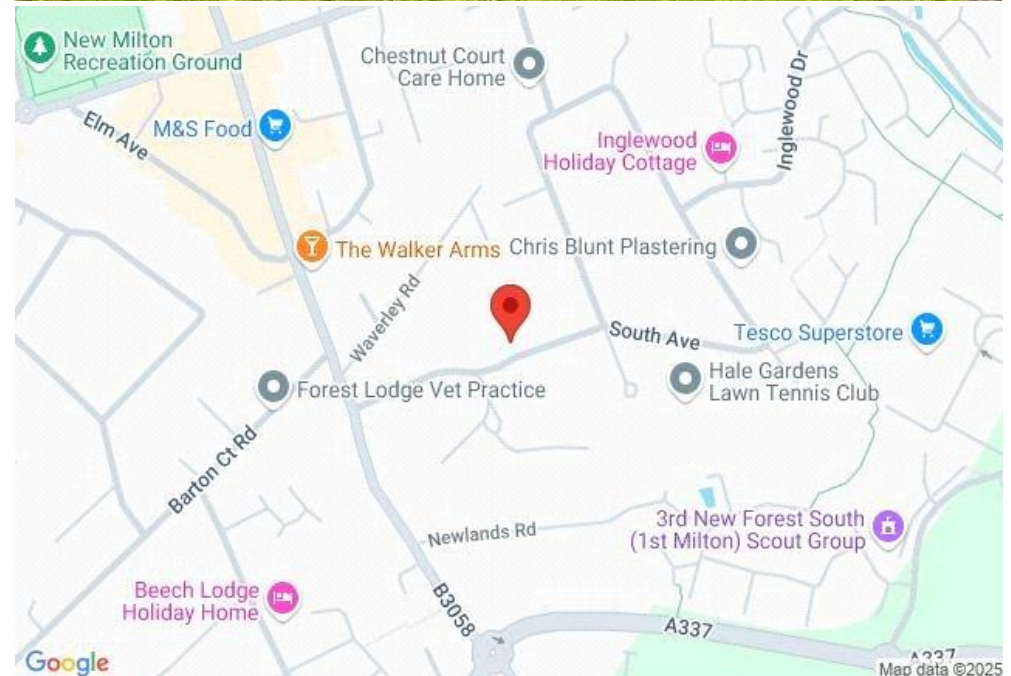 New Milton
Recreation Ground
Chestnut Court
Care Home
Elm Ave
M&S Food
Inglewood
Holiday Cottage
Inglewood Dr
The Walker Arms
Chris Blunt Plastering
Waverley Rd
South Ave
Tesco Superstore
Forest Lodge Vet Practice
Hale Gardens
Lawn Tennis Club
Barton Ct Rd
Newlands Rd
3rd New Forest South
(1st Milton) Scout Group
Beech Lodge
Holiday Home
B3058
A337
A337
Google
Map data ©2025